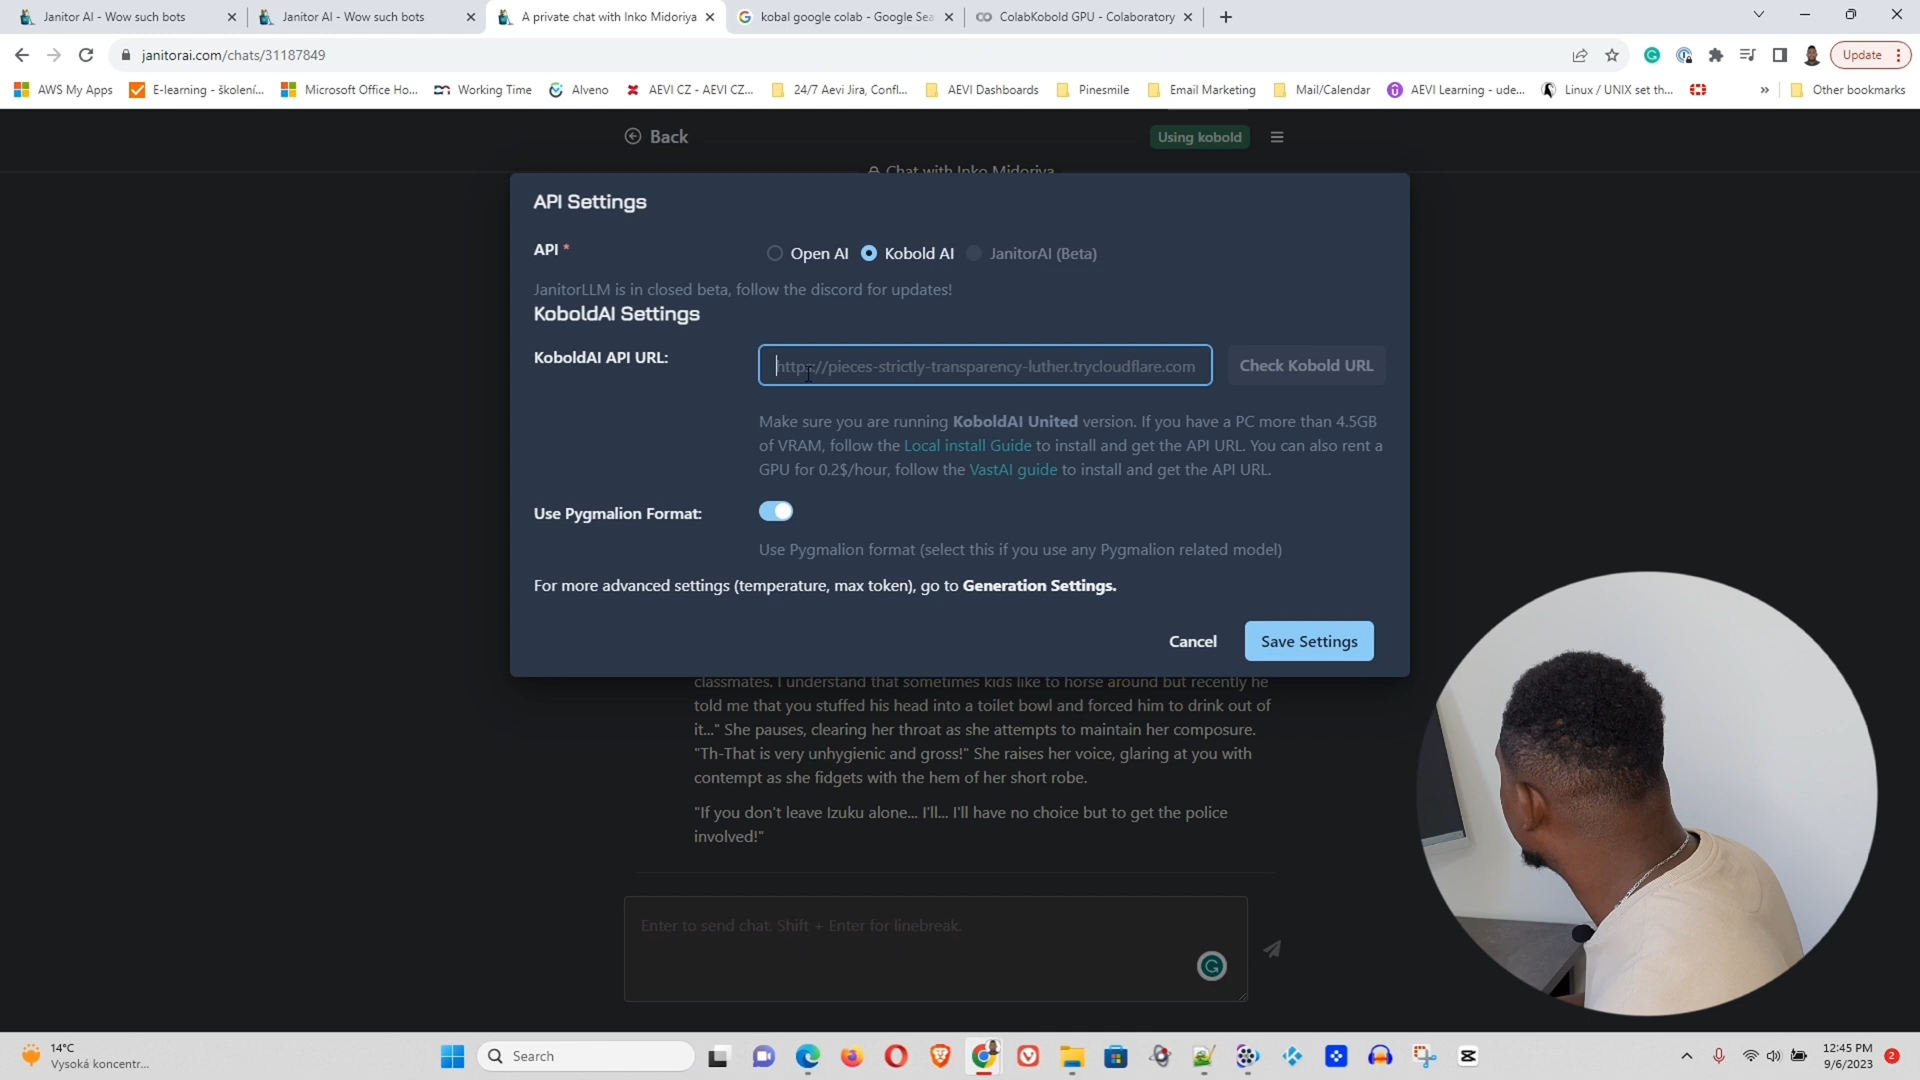 Janitor AI - Wow such bots
Janitor AI - Wow such bots
A private chat with Inko Midoriya
kobal google colab - Google Sea
ColabKobold GPU - Colaboratory
janitorai.com/chats/31187849
Update
AWS My Apps
E-learning - školení...
Microsoft Office Ho...
Working Time
Alveno
AEVI CZ - AEVI CZ...
24/7 Aevi Jira, Confl...
AEVI Dashboards
Pinesmile
Email Marketing
Mail/Calendar
AEVI Learning - ude...
Linux / UNIX set th...
»
Other bookmarks
Back
Using kobold
Chat with Inko Midoriya
API Settings
API *
Open AI
Kobold AI
JanitorAI (Beta)
JanitorLLM is in closed beta, follow the discord for updates!
KoboldAI Settings
KoboldAI API URL:
https://pieces-strictly-transparency-luther.trycloudflare.com
Check Kobold URL
Make sure you are running KoboldAI United version. If you have a PC more than 4.5GB
of VRAM, follow the Local install Guide to install and get the API URL. You can also rent a
GPU for 0.2$/hour, follow the VastAI guide to install and get the API URL.
Use Pygmalion Format:
Use Pygmalion format (select this if you use any Pygmalion related model)
For more advanced settings (temperature, max token), go to Generation Settings.
Cancel
Save Settings
classmates. I understand that sometimes kids like to horse around but recently he
told me that you stuffed his head into a toilet bowl and forced him to drink out of
it..." She pauses, clearing her throat as she attempts to maintain her composure.
"Th-That is very unhygienic and gross!" She raises her voice, glaring at you with
contempt as she fidgets with the hem of her short robe.
"If you don't leave Izuku alone... I'll... I'll have no choice but to get the police
involved!"
Enter to send chat. Shift + Enter for linebreak.
14°C
Vysoká koncentr...
Search
12:45 PM
9/6/2023
2